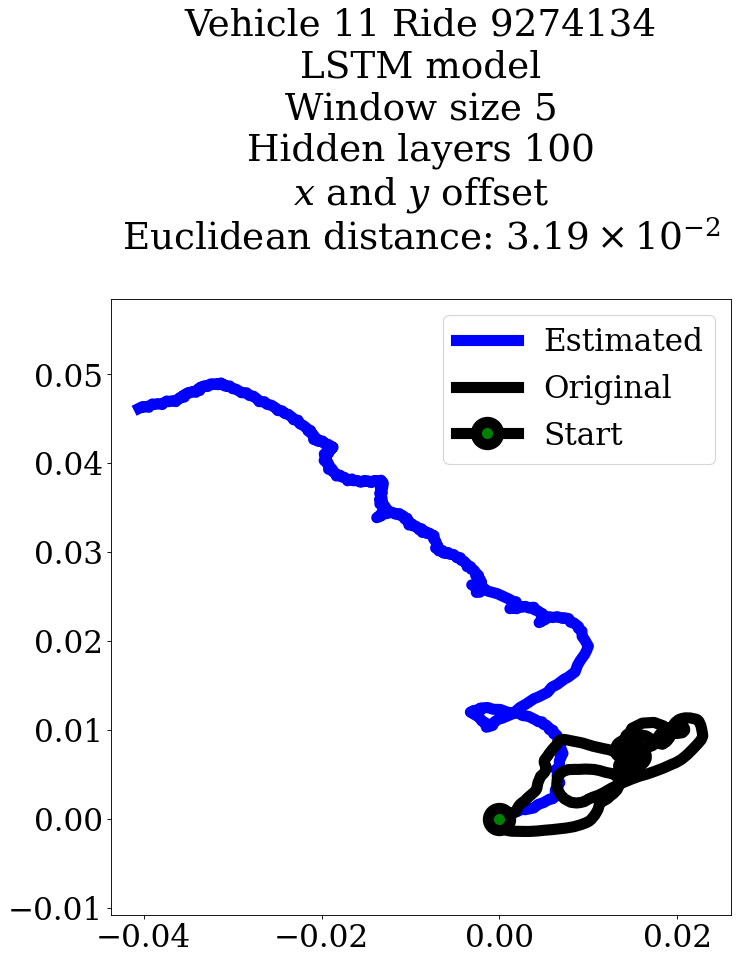 Vehicle 11 Ride 9274134
LSTM model
Window size 5
Hidden layers 100
x and y offset
Euclidean distance: 3.19 × 10⁻²
Estimated
Original
Start
0.05
0.04
0.03
0.02
0.01
0.00
−0.01
−0.04 −0.02 0.00 0.02